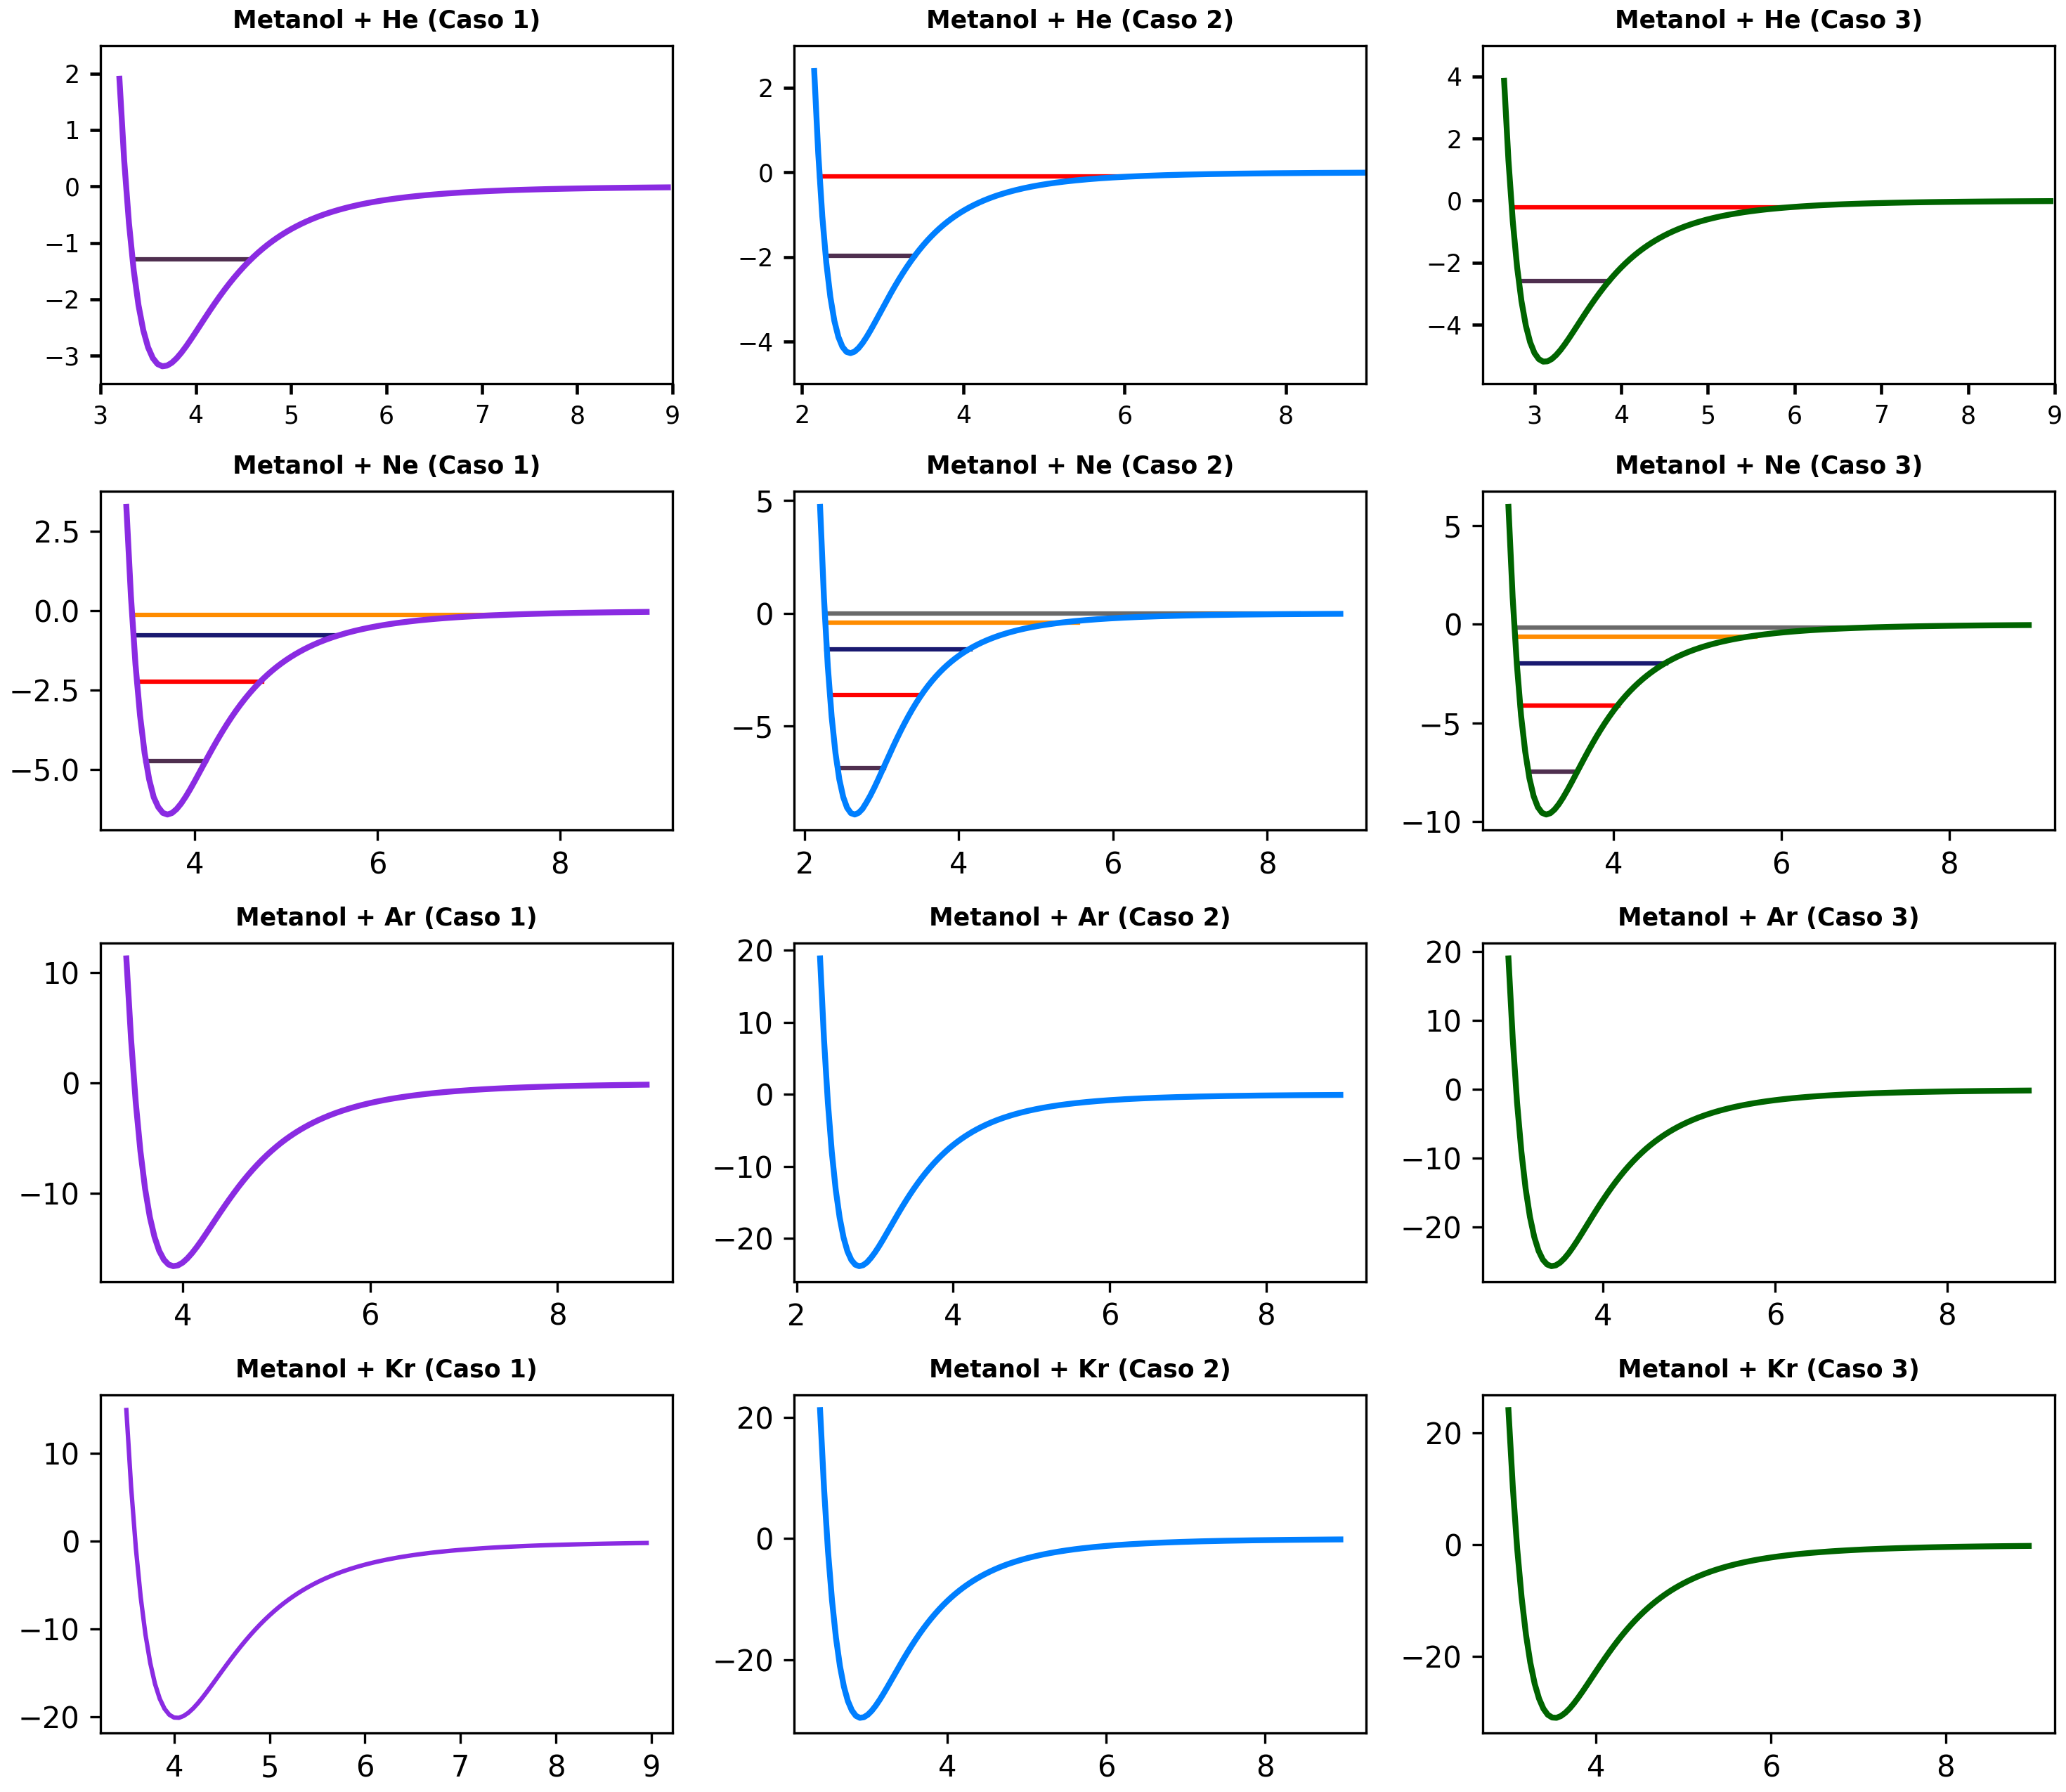 Metanol + He (Caso 1)
2
1
0
−1
−2
−3
3 4 5 6 7 8 9
Metanol + He (Caso 2)
2
0
−2
−4
2 4 6 8
Metanol + He (Caso 3)
4
2
0
−2
−4
3 4 5 6 7 8 9
Metanol + Ne (Caso 1)
2.5
0.0
−2.5
−5.0
4 6 8
Metanol + Ne (Caso 2)
5
0
−5
2 4 6 8
Metanol + Ne (Caso 3)
5
0
−5
−10
4 6 8
Metanol + Ar (Caso 1)
10
0
−10
4 6 8
Metanol + Ar (Caso 2)
20
10
0
−10
−20
2 4 6 8
Metanol + Ar (Caso 3)
20
10
0
−10
−20
4 6 8
Metanol + Kr (Caso 1)
10
0
−10
−20
4 5 6 7 8 9
Metanol + Kr (Caso 2)
20
0
−20
4 6 8
Metanol + Kr (Caso 3)
20
0
−20
4 6 8